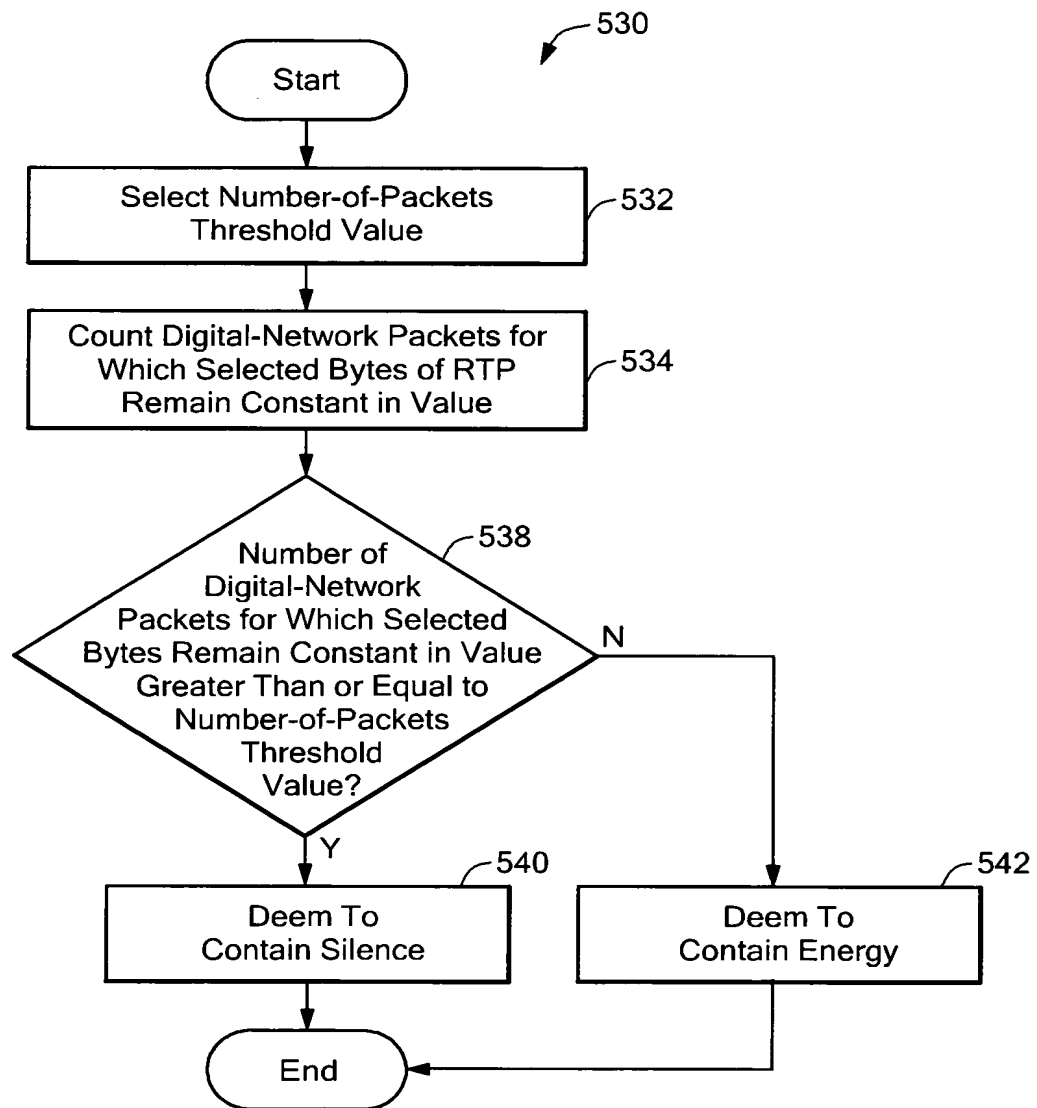 530
Start
Select Number-of-Packets
Threshold Value
532
Count Digital-Network Packets for
Which Selected Bytes of RTP
Remain Constant in Value
534
538
Number of
Digital-Network
Packets for Which Selected
Bytes Remain Constant in Value
Greater Than or Equal to
Number-of-Packets
Threshold
Value?
N
Y
540
Deem To
Contain Silence
542
Deem To
Contain Energy
End